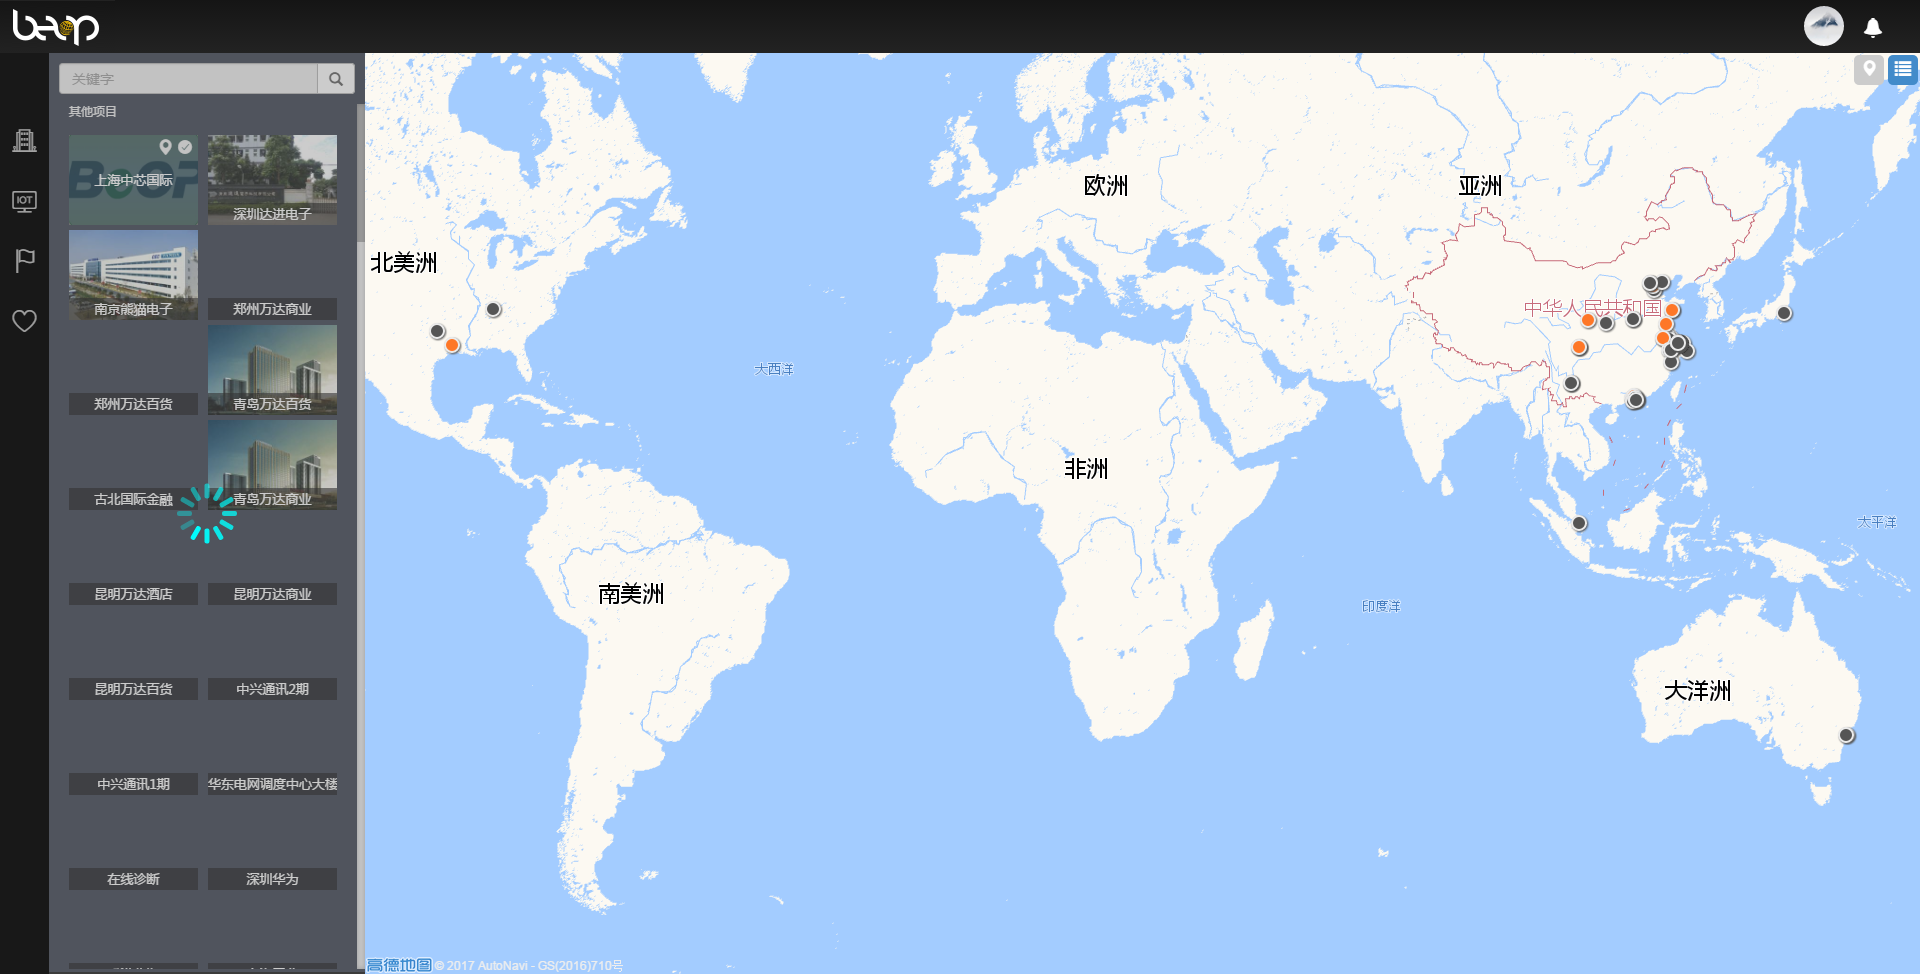 beop
关键字
其他项目
IOT
BeOP
上海中芯国际
深圳达进电子
南京熊猫电子
郑州万达商业
郑州万达百货
青岛万达百货
古北国际金融
青岛万达商业
昆明万达酒店
昆明万达商业
昆明万达百货
中兴通讯2期
中兴通讯1期
华东电网调度中心大楼
在线诊断
深圳华为
欧洲
亚洲
北美洲
中华人民共和国
大西洋
非洲
太平洋
南美洲
印度洋
大洋洲
高德地图 © 2017 AutoNavi - GS(2016)710号